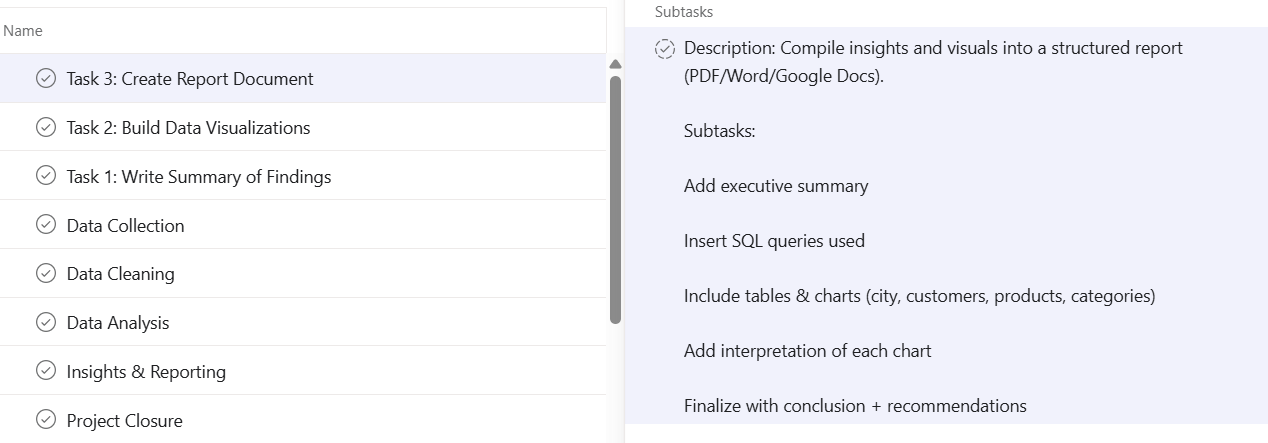 Name
Task 3: Create Report Document
Task 2: Build Data Visualizations
Task 1: Write Summary of Findings
Data Collection
Data Cleaning
Data Analysis
Insights & Reporting
Project Closure
Subtasks
Description: Compile insights and visuals into a structured report
(PDF/Word/Google Docs).
Subtasks:
Add executive summary
Insert SQL queries used
Include tables & charts (city, customers, products, categories)
Add interpretation of each chart
Finalize with conclusion + recommendations